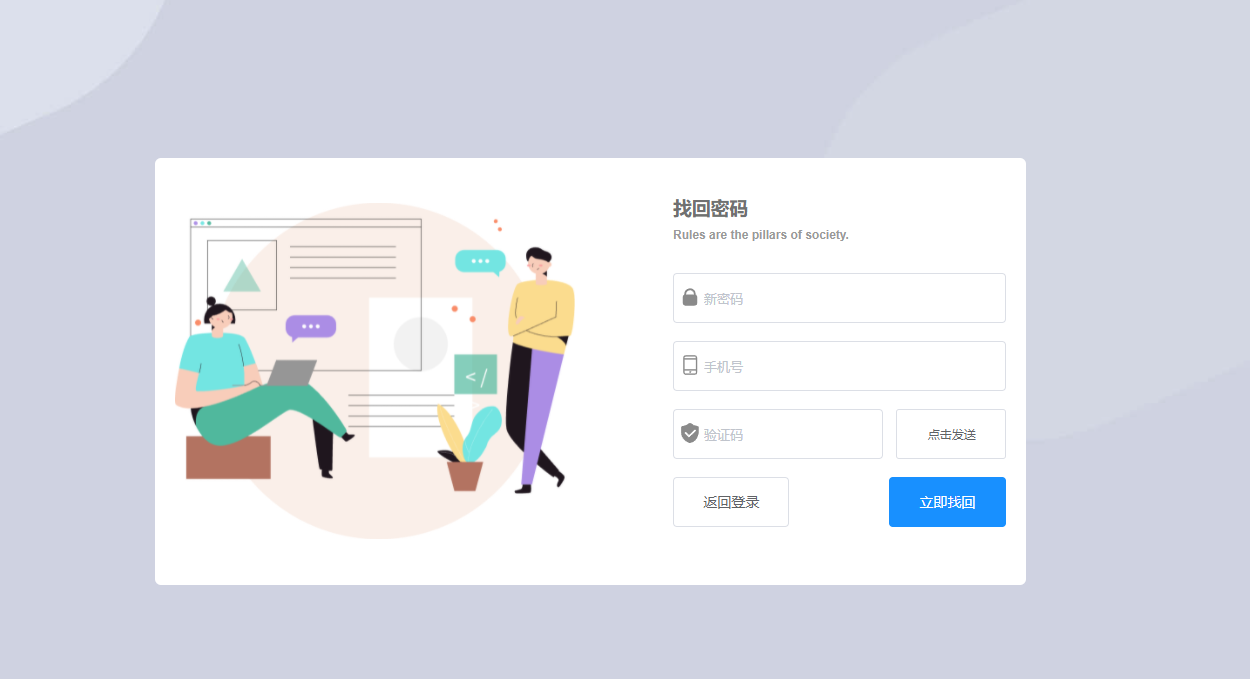 找回密码
Rules are the pillars of society.
新密码
手机号
验证码
点击发送
返回登录
立即找回
</ /